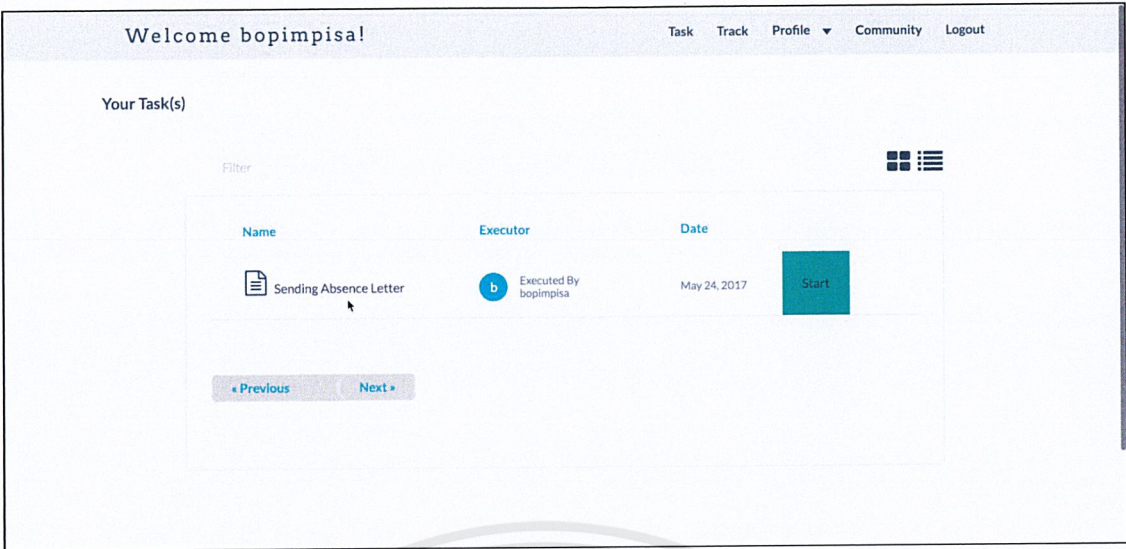 Welcome bopimpisa!
Task Track Profile ▼ Community Logout
Your Task(s)
Filter
Name Executor Date
Sending Absence Letter
b
Executed By
bopimpisa
May 24, 2017
Start
« Previous Next »